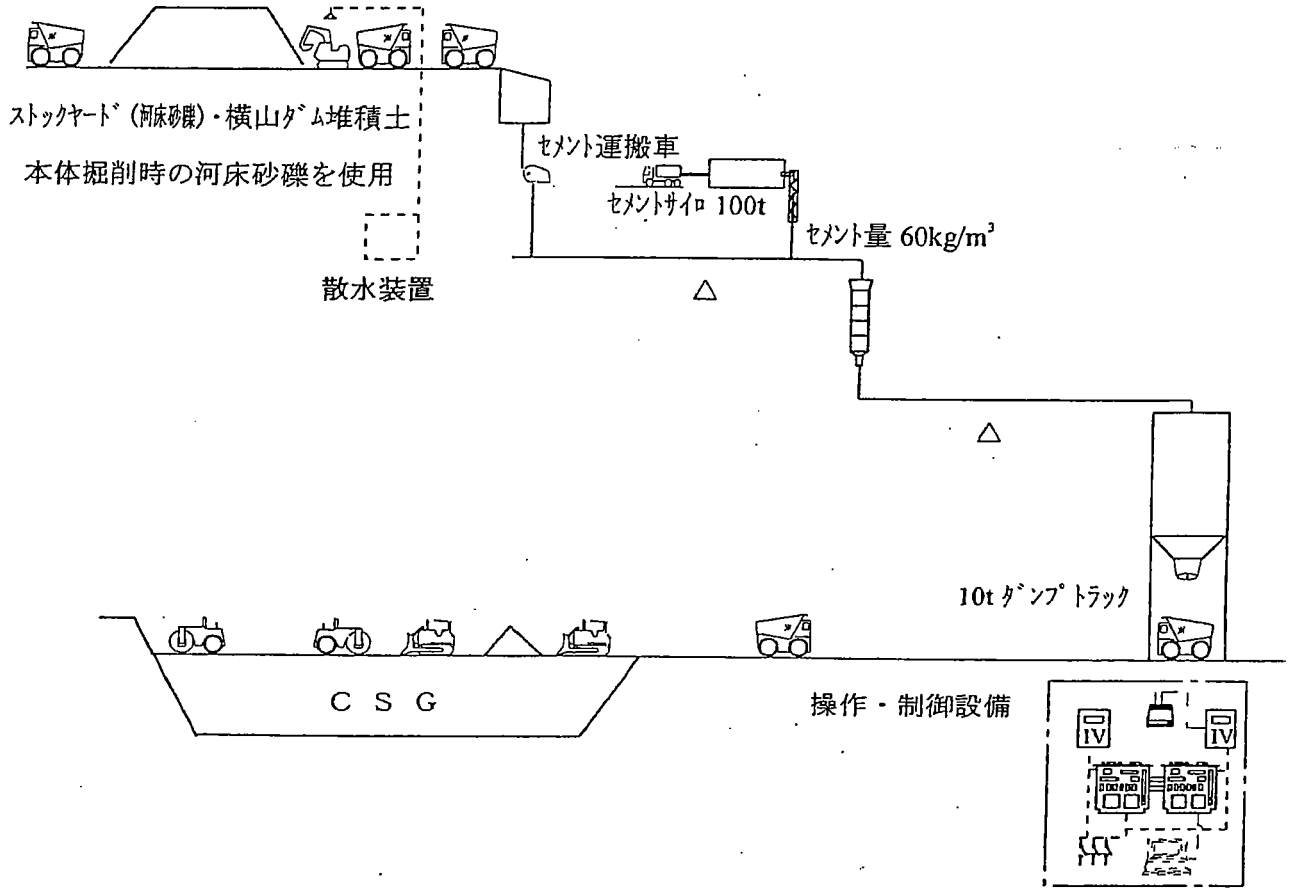 ストックヤード(河床砂礫)・横山ダム堆積土
本体掘削時の河床砂礫を使用
散水装置
セメント運搬車
セメントサイロ 100t
セメント量 60kg/m³
10t ダンプトラック
CSG
操作・制御設備
IV
IV